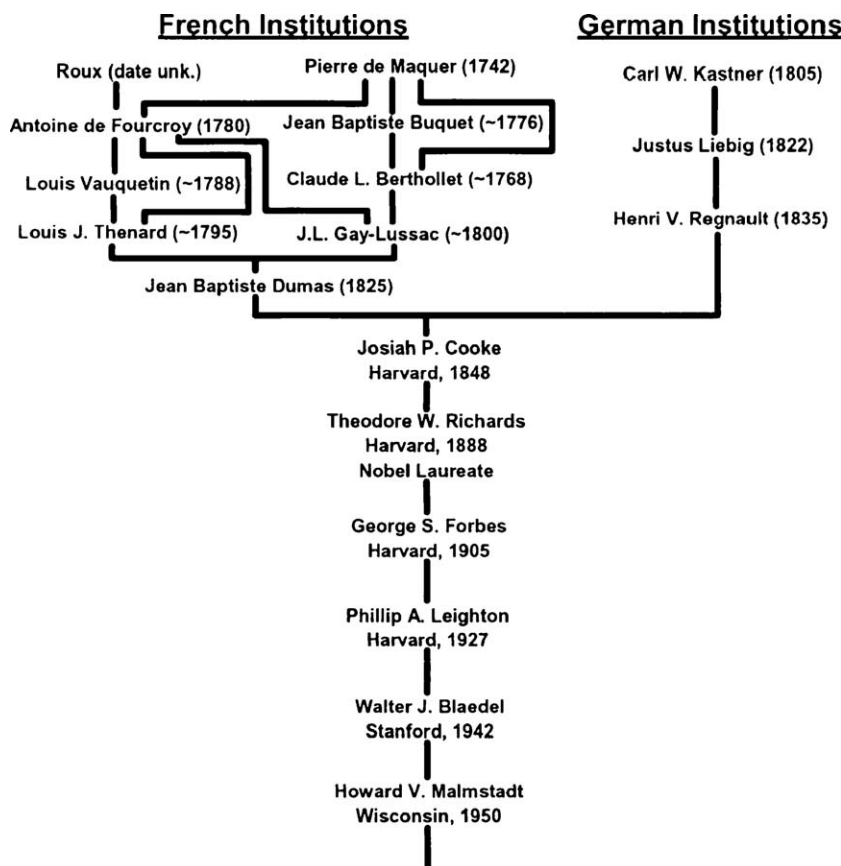 French Institutions
German Institutions
Roux (date unk.)
Pierre de Maquer (1742)
Carl W. Kastner (1805)
Antoine de Fourcroy (1780)
Jean Baptiste Buquet (~1776)
Justus Liebig (1822)
Louis Vauquetin (~1788)
Claude L. Berthollet (~1768)
Henri V. Regnault (1835)
Louis J. Thenard (~1795)
J.L. Gay-Lussac (~1800)
Jean Baptiste Dumas (1825)
Josiah P. Cooke
Harvard, 1848
Theodore W. Richards
Harvard, 1888
Nobel Laureate
George S. Forbes
Harvard, 1905
Phillip A. Leighton
Harvard, 1927
Walter J. Blaedel
Stanford, 1942
Howard V. Malmstadt
Wisconsin, 1950